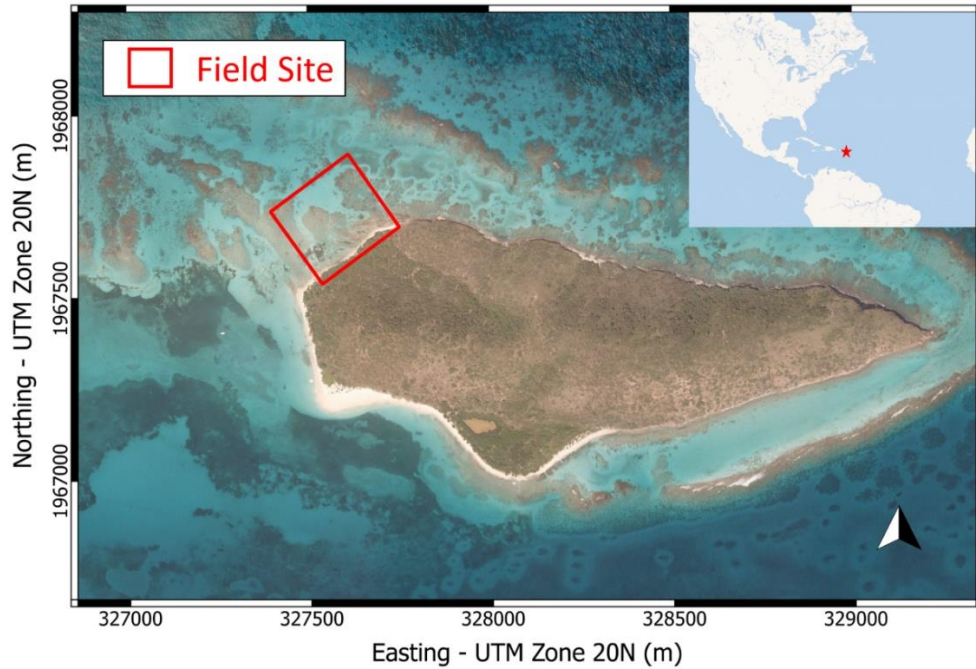 Field Site
Northing - UTM Zone 20N (m)
1968000
1967500
1967000
327000
327500
328000
328500
329000
Easting - UTM Zone 20N (m)